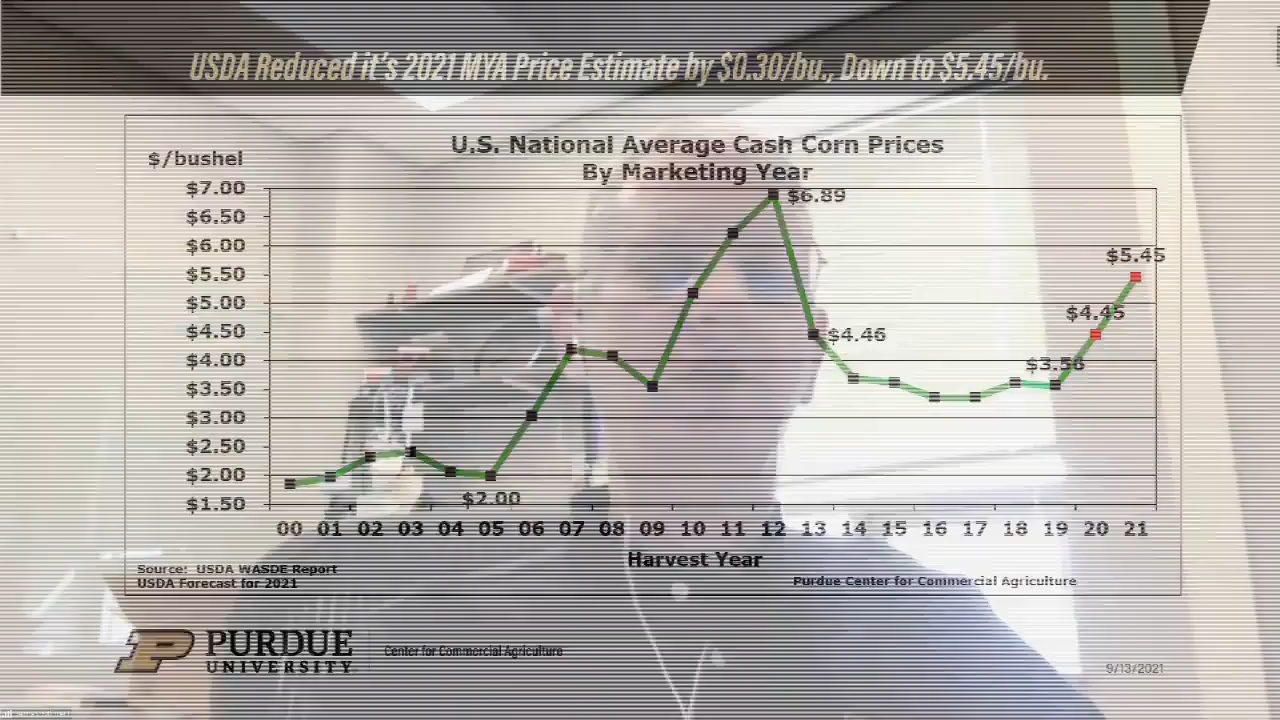 USDA Reduced it's 2021 MYA Price Estimate by $0.30/bu., Down to $5.45/bu.
U.S. National Average Cash Corn Prices
By Marketing Year
$/bushel
$7.00
$6.89
$6.50
$6.00
$5.45
$5.50
$5.00
$4.45
$4.50
$4.46
$4.00
$3.56
$3.50
$3.00
$2.50
$2.00
$2.00
$1.50
00 01 02 03 04 05 06 07 08 09 10 11 12 13 14 15 16 17 18 19 20 21
Harvest Year
Source: USDA WASDE Report
USDA Forecast for 2021
Purdue Center for Commercial Agriculture
PURDUE
UNIVERSITY
Center for Commercial Agriculture
9/13/2021